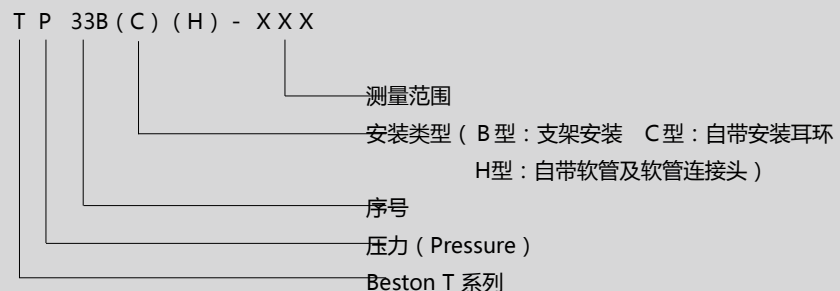 T P 33B(C)(H)- XXX
测量范围
安装类型（ B型：支架安装 C型：自带安装耳环
H型：自带软管及软管连接头）
序号
压力（Pressure）
Beston T 系列